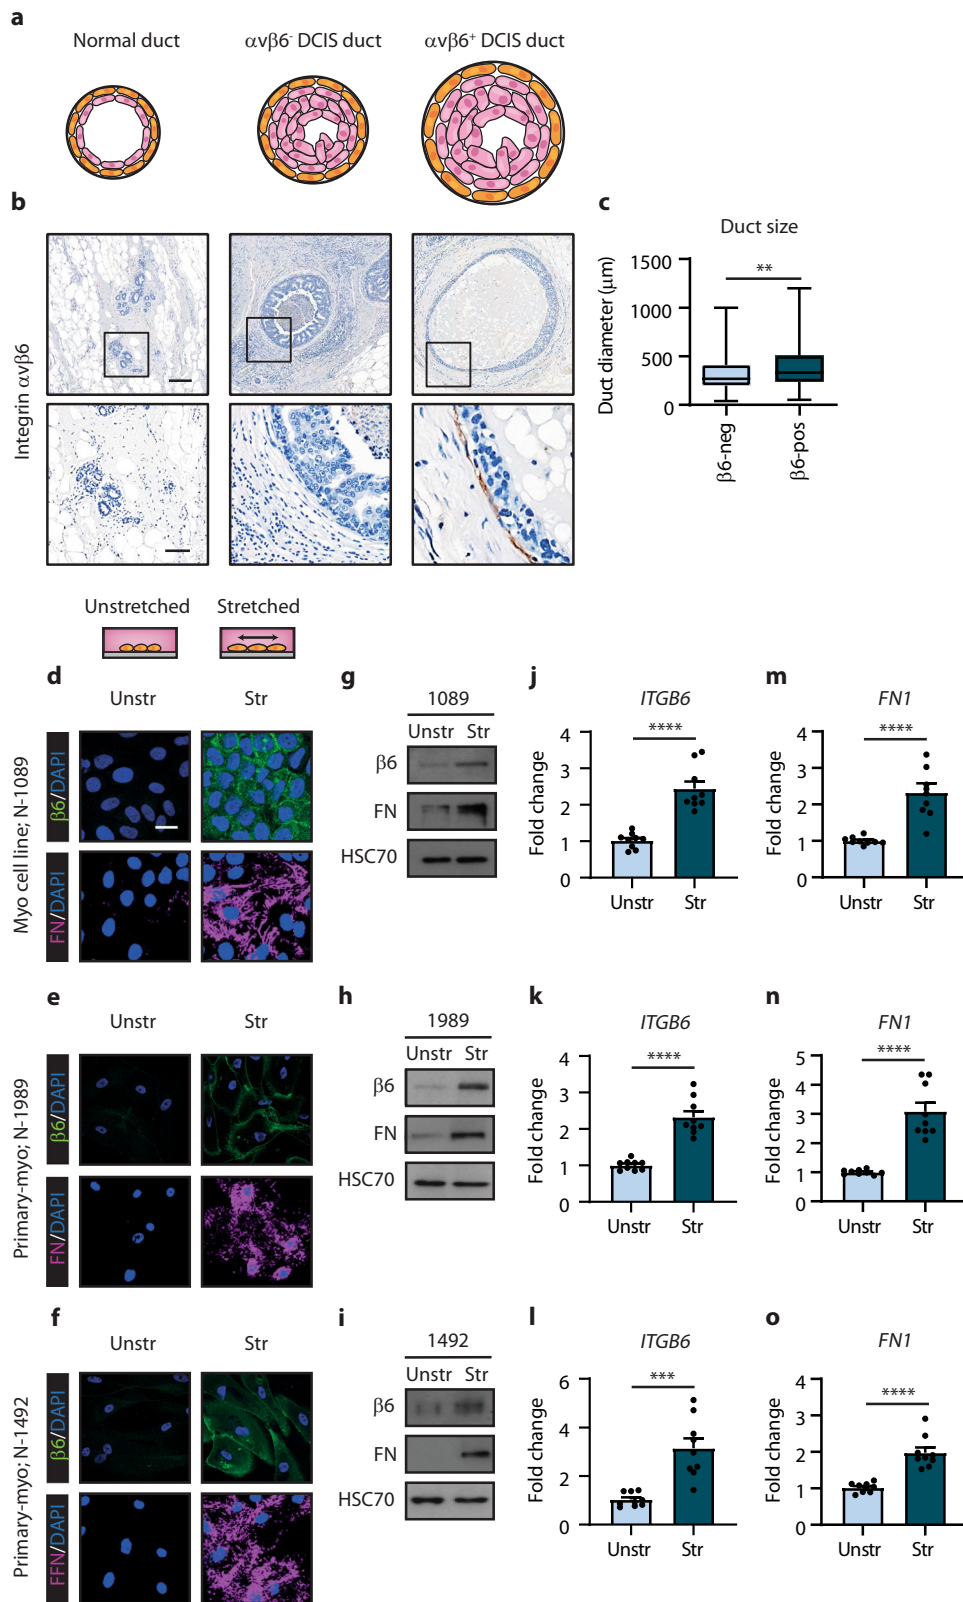 a
Normal duct
αvβ6- DCIS duct
αvβ6+ DCIS duct
b
Integrin αvβ6
c
Duct size
**
Duct diameter (μm)
1500
1000
500
0
β6-neg
β6-pos
Unstretched
Stretched
d
Unstr
Str
Myo cell line; N-1089
β6/DAPI
FN/DAPI
g
1089
Unstr Str
β6
FN
HSC70
j
ITGB6
****
Fold change
4
3
2
1
0
Unstr
Str
m
FN1
****
Fold change
4
3
2
1
0
Unstr
Str
e
Unstr
Str
Primary-myo; N-1989
β6/DAPI
FN/DAPI
h
1989
Unstr Str
β6
FN
HSC70
k
ITGB6
****
Fold change
4
3
2
1
0
Unstr
Str
n
FN1
****
Fold change
5
4
3
2
1
0
Unstr
Str
f
Unstr
Str
Primary-myo; N-1492
β6/DAPI
FFN/DAPI
i
1492
Unstr Str
β6
FN
HSC70
l
ITGB6
***
Fold change
6
4
2
0
Unstr
Str
o
FN1
****
Fold change
4
3
2
1
0
Unstr
Str